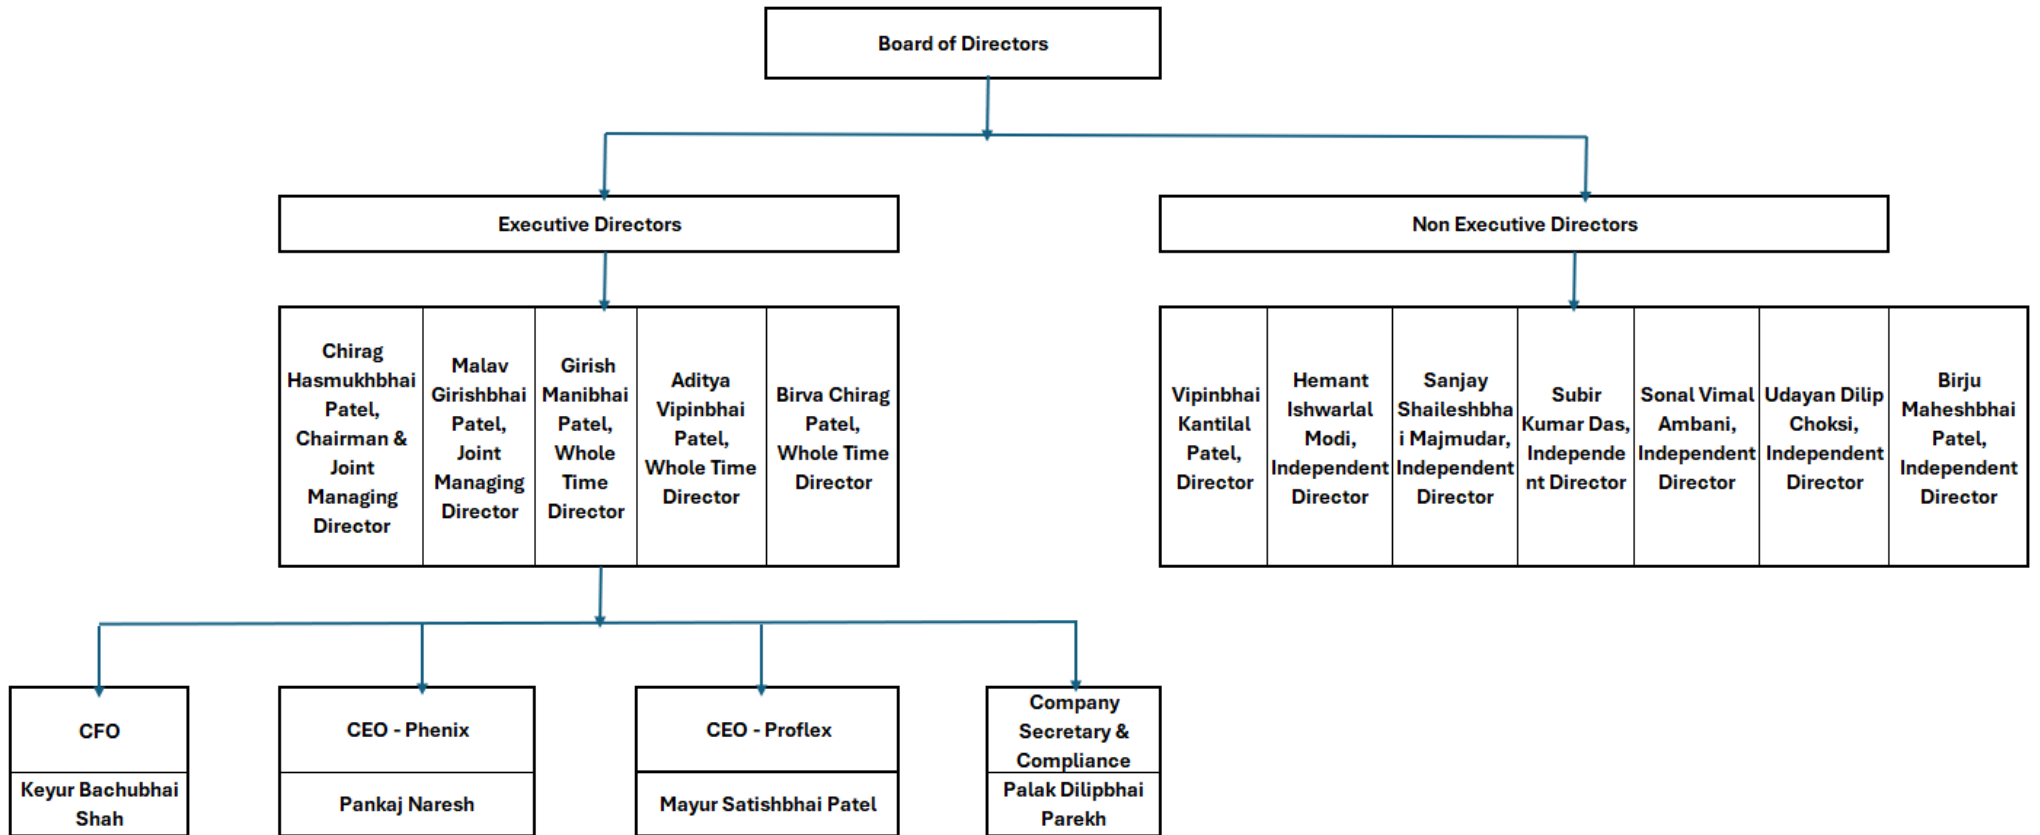 Board of Directors
Executive Directors
Non Executive Directors
Chirag
Hasmukhbhai
Patel,
Chairman &
Joint
Managing
Director
Malav
Girishbhai
Patel,
Joint
Managing
Director
Girish
Manibhai
Patel,
Whole
Time
Director
Aditya
Vipinbhai
Patel,
Whole Time
Director
Birva Chirag
Patel,
Whole Time
Director
Vipinbhai
Kantilal
Patel,
Director
Hemant
Ishwarlal
Modi,
Independent
Director
Sanjay
Shaileshbha
i Majmudar,
Independent
Director
Subir
Kumar Das,
Independe
nt Director
Sonal Vimal
Ambani,
Independent
Director
Udayan Dilip
Choksi,
Independent
Director
Birju
Maheshbhai
Patel,
Independent
Director
CFO
Keyur Bachubhai
Shah
CEO - Phenix
Pankaj Naresh
CEO - Proflex
Mayur Satishbhai Patel
Company
Secretary &
Compliance
Palak Dilipbhai
Parekh